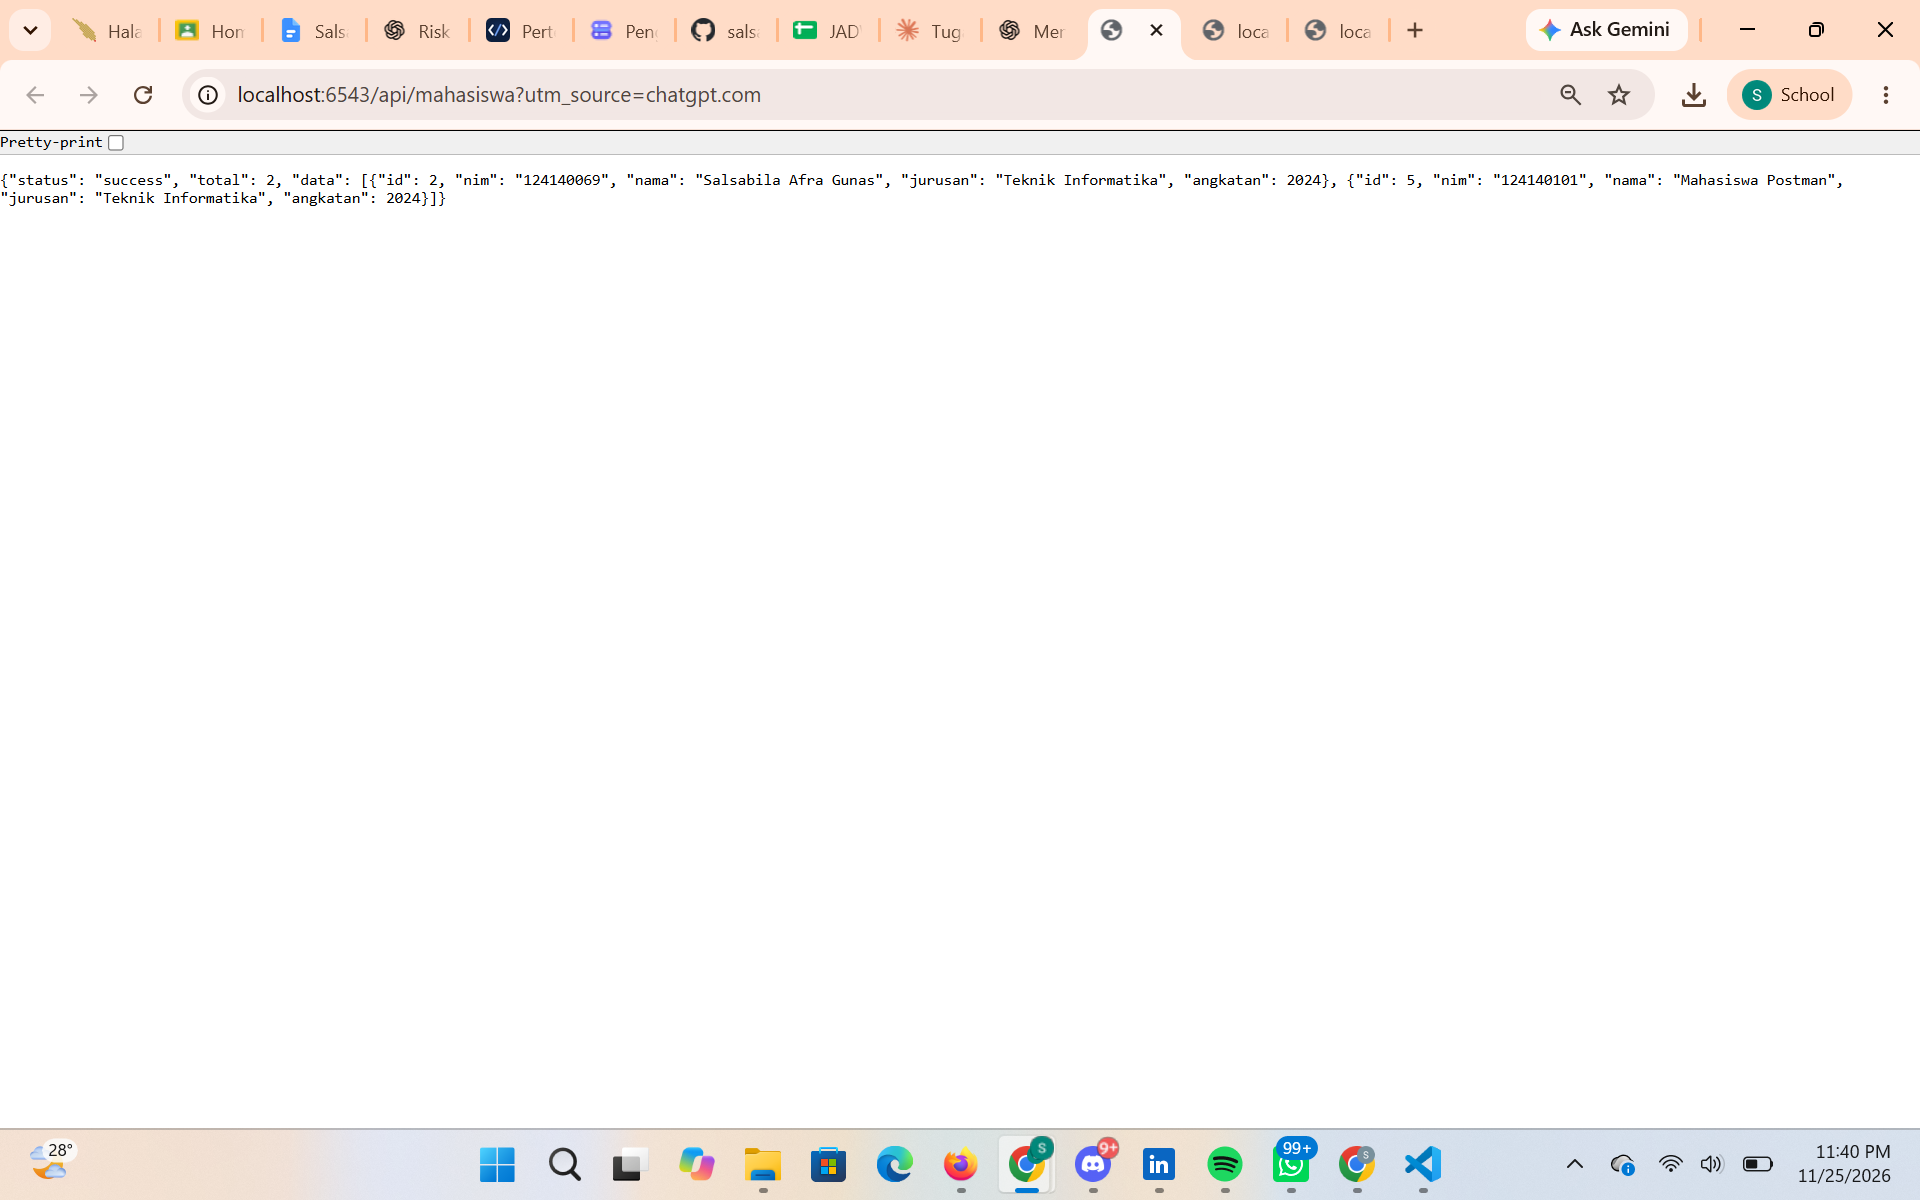 Hala
Hom
Sals
Risk
Pert
Pen
sals
JAD
Tug
Mer
loca
loca
Ask Gemini
localhost:6543/api/mahasiswa?utm_source=chatgpt.com
S School
Pretty-print
{"status": "success", "total": 2, "data": [{"id": 2, "nim": "124140069", "nama": "Salsabila Afra Gunas", "jurusan": "Teknik Informatika", "angkatan": 2024}, {"id": 5, "nim": "124140101", "nama": "Mahasiswa Postman",
"jurusan": "Teknik Informatika", "angkatan": 2024}]}
28°
S
9+
in
99+
S
11:40 PM
11/25/2026